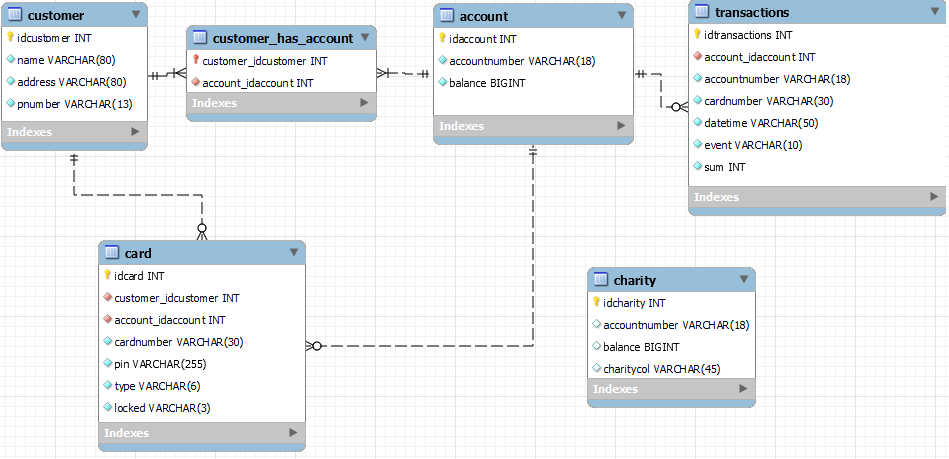 customer
idcustomer INT
name VARCHAR(80)
address VARCHAR(80)
pnumber VARCHAR(13)
Indexes
customer_has_account
customer_idcustomer INT
account_idaccount INT
Indexes
account
idaccount INT
accountnumber VARCHAR(18)
balance BIGINT
Indexes
transactions
idtransactions INT
account_idaccount INT
accountnumber VARCHAR(18)
cardnumber VARCHAR(30)
datetime VARCHAR(50)
event VARCHAR(10)
sum INT
Indexes
card
idcard INT
customer_idcustomer INT
account_idaccount INT
cardnumber VARCHAR(30)
pin VARCHAR(255)
type VARCHAR(6)
locked VARCHAR(3)
Indexes
charity
idcharity INT
accountnumber VARCHAR(18)
balance BIGINT
charitycol VARCHAR(45)
Indexes